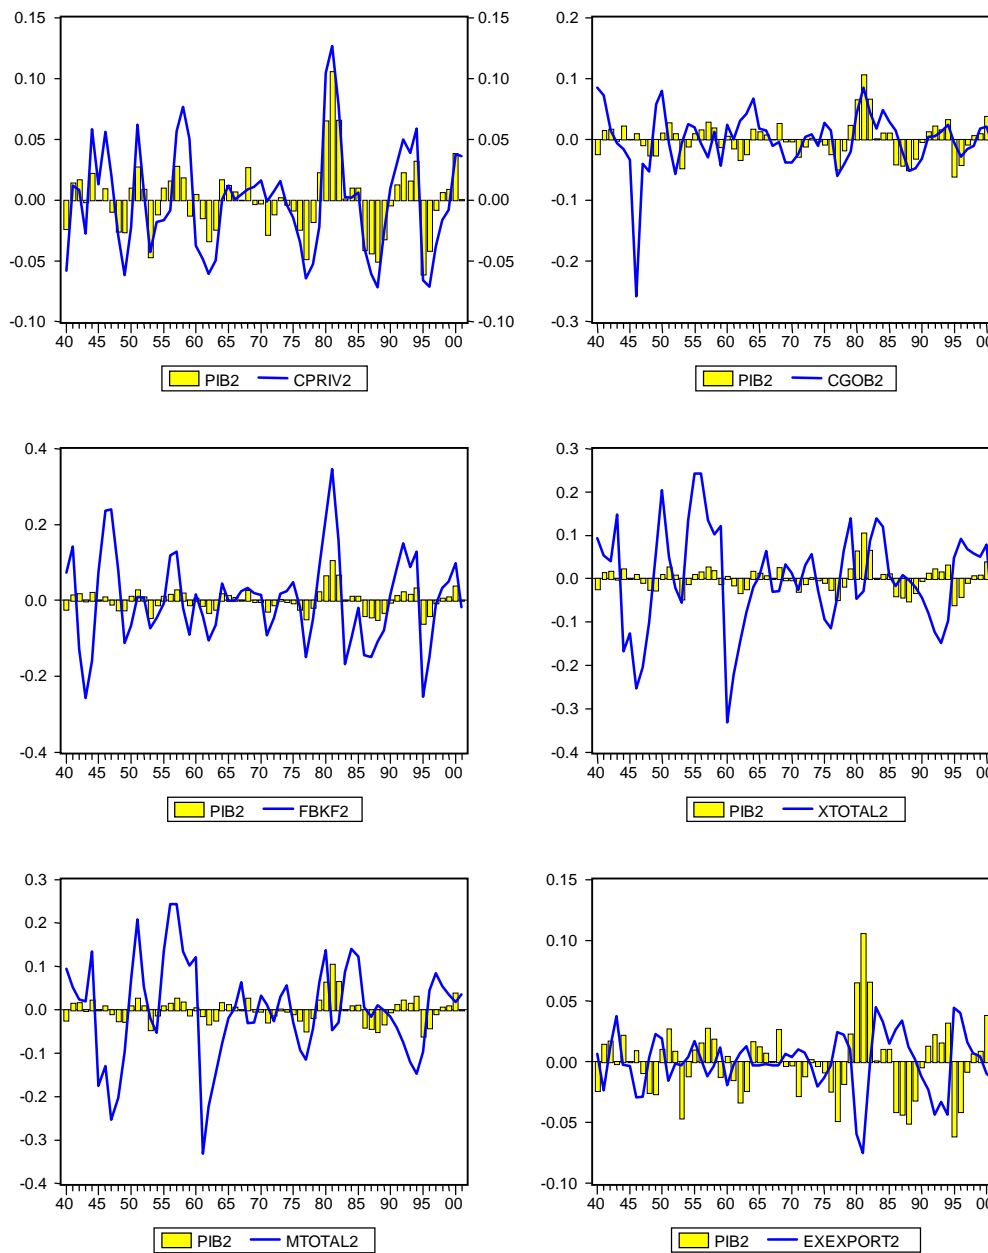 0.15 0.15 0.2
0.10 0.10 0.1
0.05 0.05 0.0
0.00 0.00 -0.1
-0.05 -0.05 -0.2
-0.10 -0.10 -0.3
40 45 50 55 60 65 70 75 80 85 90 95 00 40 45 50 55 60 65 70 75 80 85 90 95 00
PIB2 CPRIV2 PIB2 CGOB2
0.4 0.3
0.2 0.2
0.0 0.1
-0.2 0.0
-0.4 -0.1
-0.2
-0.3
-0.4
40 45 50 55 60 65 70 75 80 85 90 95 00 40 45 50 55 60 65 70 75 80 85 90 95 00
PIB2 FBKF2 PIB2 XTOTAL2
0.3 0.15
0.2 0.10
0.1 0.05
0.0 0.00
-0.1 -0.05
-0.2 -0.10
-0.3
-0.4
40 45 50 55 60 65 70 75 80 85 90 95 00 40 45 50 55 60 65 70 75 80 85 90 95 00
PIB2 MTOTAL2 PIB2 EXEXPORT2